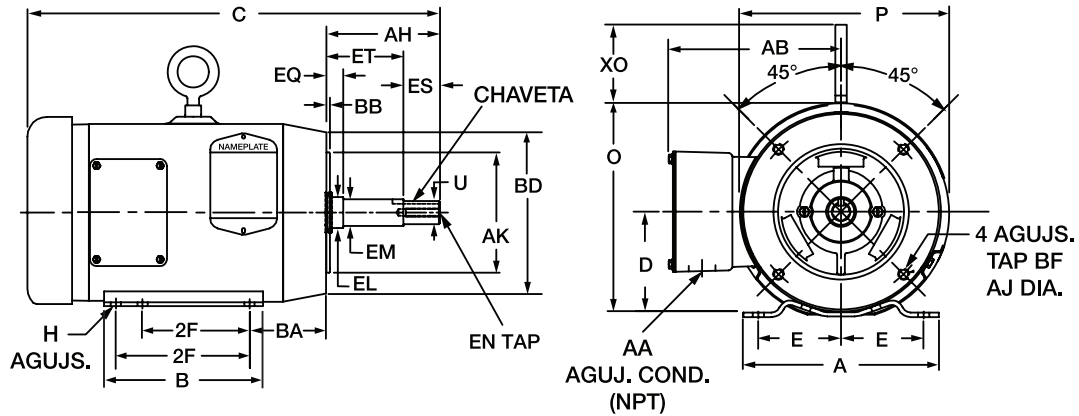 C
AH
ET
EQ
ES
BB
CHAVETA
NAMEPLATE
U
BD
AK
EM
EL
H
AGUJS.
2F
BA
2F
B
EN TAP
P
AB
XO
45°
45°
O
D
4 AGUJS.
TAP BF
AJ DIA.
E
E
A
AA
AGUJ. COND.
(NPT)